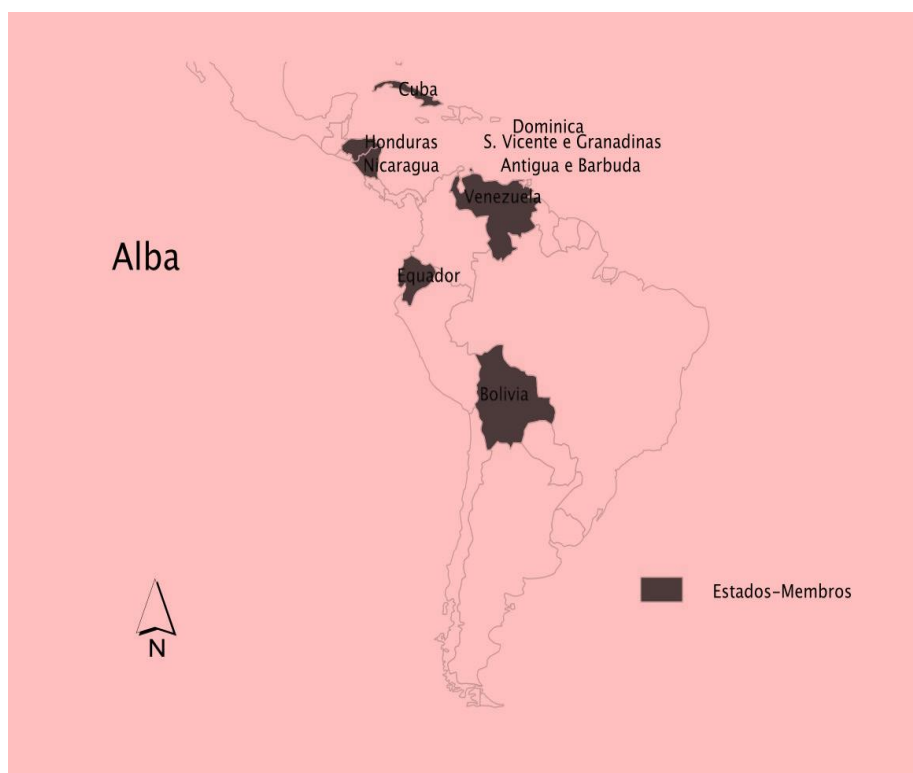 Cuba
Dominica
Honduras
S. Vicente e Granadinas
Nicaragua
Antigua e Barbuda
Venezuela
Alba
Equador
Bolivia
Estados-Membros
N